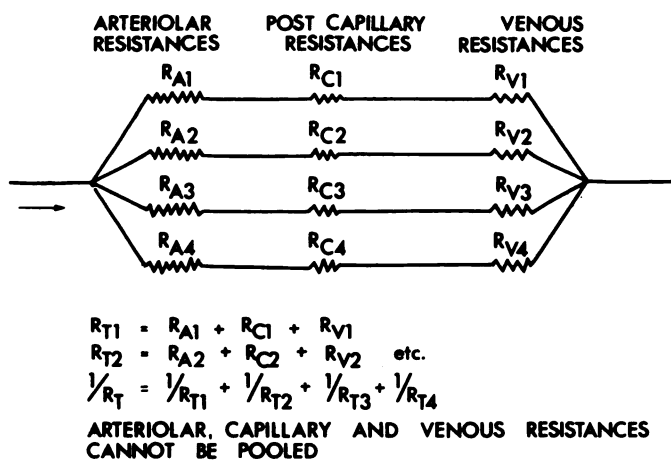 ARTERIOLAR RESISTANCES
POST CAPILLARY RESISTANCES
VENOUS RESISTANCES
RA1 RC1 RV1
RA2 RC2 RV2
RA3 RC3 RV3
RA4 RC4 RV4
RT1 = RA1 + RC1 + RV1
RT2 = RA2 + RC2 + RV2 etc.
1/RT = 1/RT1 + 1/RT2 + 1/RT3 + 1/RT4
ARTERIOLAR, CAPILLARY AND VENOUS RESISTANCES
CANNOT BE POOLED